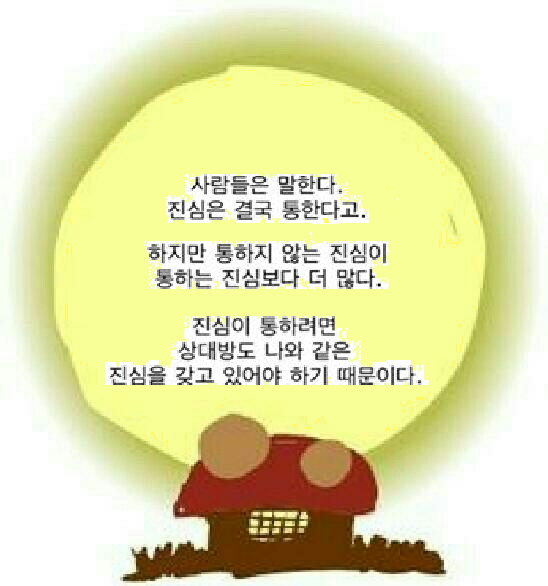 사람들은 말한다.
진심은 결국 통한다고.
하지만 통하지 않는 진심이
통하는 진심보다 더 많다.
진심이 통하려면
상대방도 나와 같은
진심을 갖고 있어야 하기 때문이다.